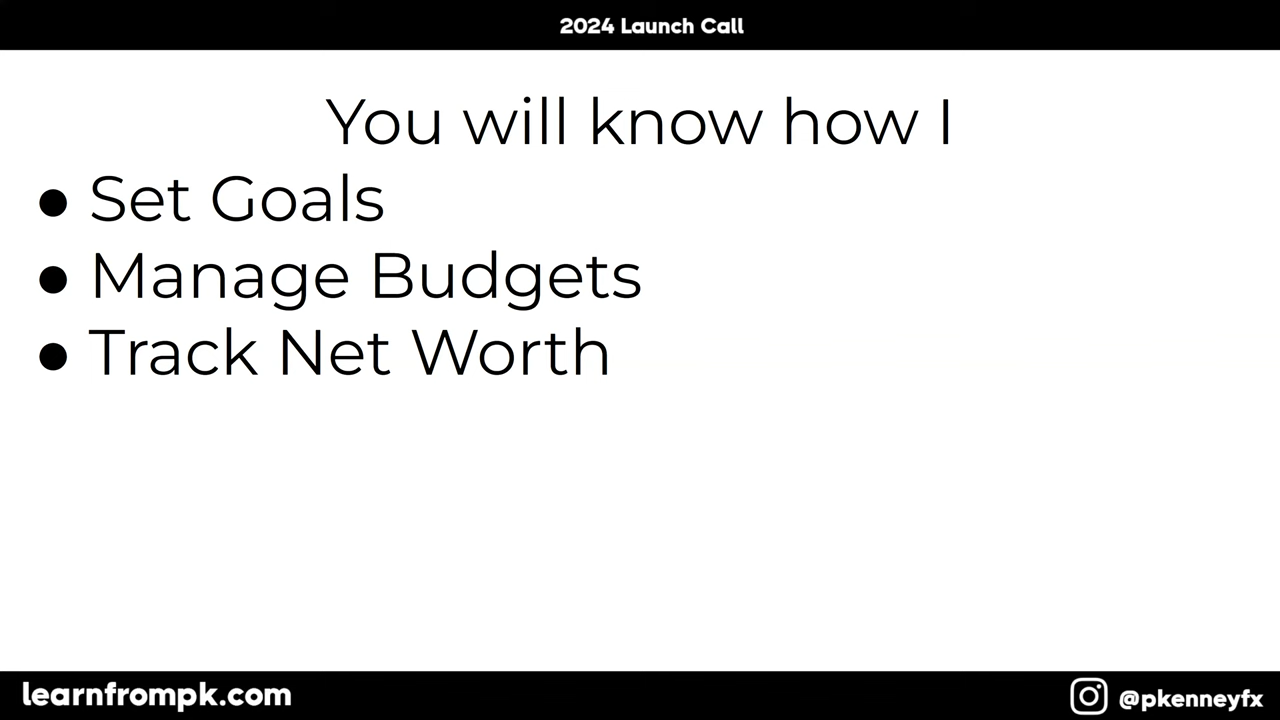 2024 Launch Call
You will know how I
● Set Goals
● Manage Budgets
● Track Net Worth
learnfrompk.com
@pkenneyfx